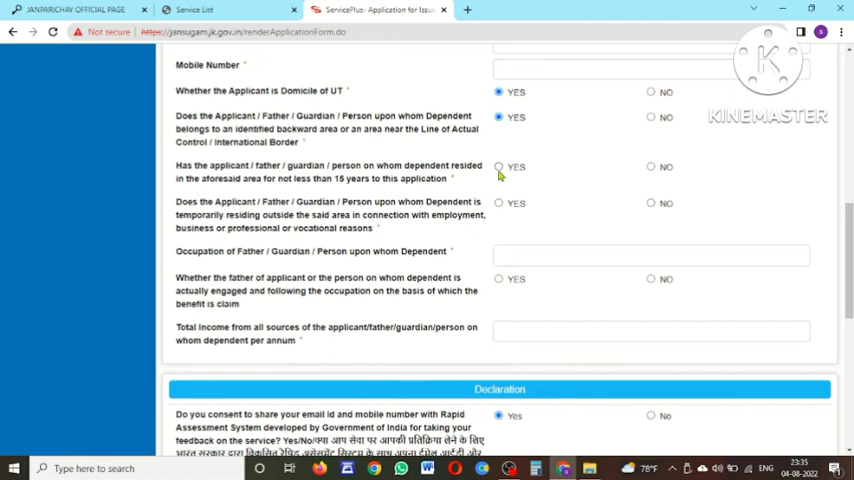 JANPARICHAY OFFICIAL PAGE
Service List
ServicePlus- Application for Issu
Not secure
https://jansugam.jk.gov.in/renderApplicationForm.do
KINEMASTER
Mobile Number *
Whether the Applicant is Domicile of UT * YES NO
Does the Applicant / Father / Guardian / Person upon whom Dependent YES NO
belongs to an identified backward area or an area near the Line of Actual
Control / International Border *
Has the applicant / father / guardian / person on whom dependent resided YES NO
in the aforesaid area for not less than 15 years to this application *
Does the Applicant / Father / Guardian / Person upon whom Dependent is YES NO
temporarily residing outside the said area in connection with employment,
business or professional or vocational reasons *
Occupation of Father / Guardian / Person upon whom Dependent *
Whether the father of applicant or the person on whom dependent is YES NO
actually engaged and following the occupation on the basis of which the
benefit is claim
Total Income from all sources of the applicant/father/guardian/person on
whom dependent per annum *
Declaration
Do you consent to share your email Id and mobile number with Rapid Yes No
Assessment System developed by Government of India for taking your
feedback on the service? Yes/No/क्या आप सेवा पर आपकी प्रतिक्रिया लेने के लिए
भारत सरकार द्वारा विकसित रैपिड असेसमेंट सिस्टम के साथ अपना ईमेल आईडी और
Type here to search
78°F
ENG
23:35
04-08-2022